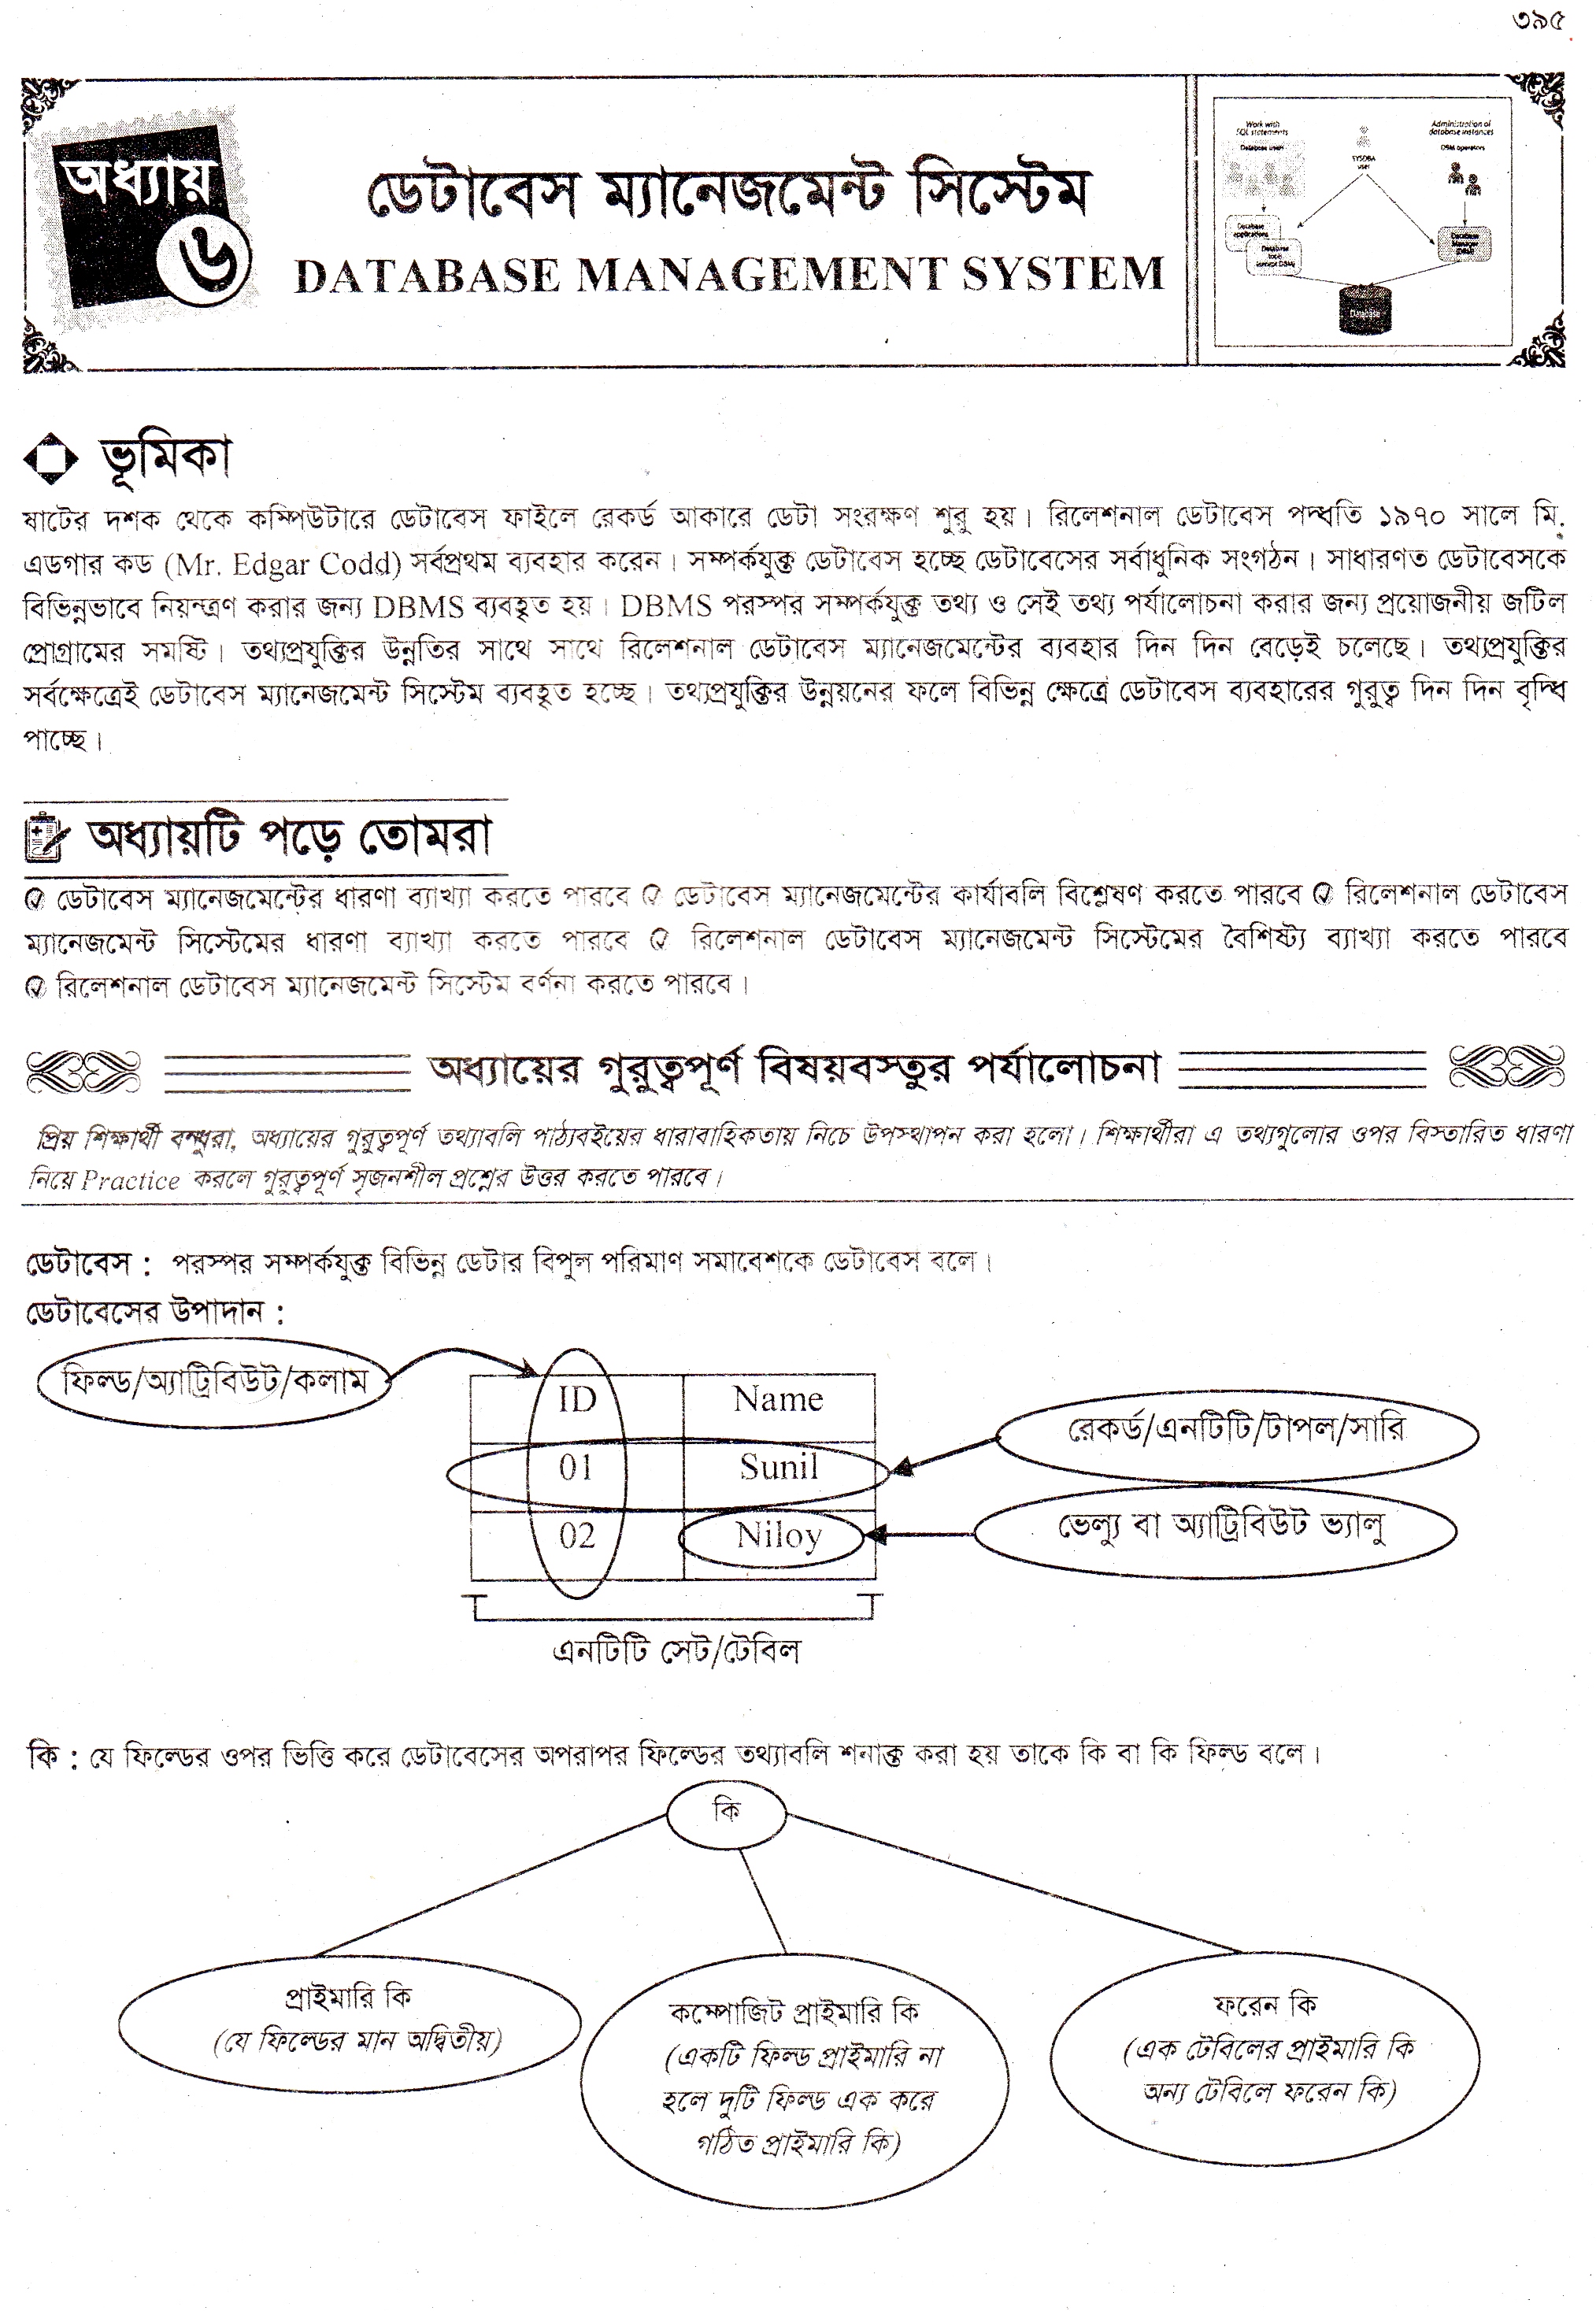 ৩৯৫
অধ্যায়
৬
ডেটাবেস ম্যানেজমেন্ট সিস্টেম
DATABASE MANAGEMENT SYSTEM
Work with
SQL statements
Database users
SYSDBA
user
Administration of
database instances
DBM operators
Database
applications
Database
tools
Database
Manager
Database
ভূমিকা
ষাটের দশক থেকে কম্পিউটারে ডেটাবেস ফাইলে রেকর্ড আকারে ডেটা সংরক্ষণ শুরু হয়। রিলেশনাল ডেটাবেস পদ্ধতি ১৯৭০ সালে মি.
এডগার কড (Mr. Edgar Codd) সর্বপ্রথম ব্যবহার করেন। সম্পর্কযুক্ত ডেটাবেস হচ্ছে ডেটাবেসের সর্বাধুনিক সংগঠন। সাধারণত ডেটাবেসকে
বিভিন্নভাবে নিয়ন্ত্রণ করার জন্য DBMS ব্যবহৃত হয়। DBMS পরস্পর সম্পর্কযুক্ত তথ্য ও সেই তথ্য পর্যালোচনা করার জন্য প্রয়োজনীয় জটিল
প্রোগ্রামের সমষ্টি। তথ্যপ্রযুক্তির উন্নতির সাথে সাথে রিলেশনাল ডেটাবেস ম্যানেজমেন্টের ব্যবহার দিন দিন বেড়েই চলেছে। তথ্যপ্রযুক্তির
সর্বক্ষেত্রেই ডেটাবেস ম্যানেজমেন্ট সিস্টেম ব্যবহৃত হচ্ছে। তথ্যপ্রযুক্তির উন্নয়নের ফলে বিভিন্ন ক্ষেত্রে ডেটাবেস ব্যবহারের গুরুত্ব দিন দিন বৃদ্ধি
পাচ্ছে।
অধ্যায়টি পড়ে তোমরা
ডেটাবেস ম্যানেজমেন্টের ধারণা ব্যাখ্যা করতে পারবে ডেটাবেস ম্যানেজমেন্টের কার্যাবলি বিশ্লেষণ করতে পারবে রিলেশনাল ডেটাবেস
ম্যানেজমেন্ট সিস্টেমের ধারণা ব্যাখ্যা করতে পারবে রিলেশনাল ডেটাবেস ম্যানেজমেন্ট সিস্টেমের বৈশিষ্ট্য ব্যাখ্যা করতে পারবে
রিলেশনাল ডেটাবেস ম্যানেজমেন্ট সিস্টেম বর্ণনা করতে পারবে।
অধ্যায়ের গুরুত্বপূর্ণ বিষয়বস্তুর পর্যালোচনা
প্রিয় শিক্ষার্থী বন্ধুরা, অধ্যায়ের গুরুত্বপূর্ণ তথ্যাবলি পাঠ্যবইয়ের ধারাবাহিকতায় নিচে উপস্থাপন করা হলো। শিক্ষার্থীরা এ তথ্যগুলোর ওপর বিস্তারিত ধারণা
নিয়ে Practice করলে গুরুত্বপূর্ণ সৃজনশীল প্রশ্নের উত্তর করতে পারবে।
ডেটাবেস : পরস্পর সম্পর্কযুক্ত বিভিন্ন ডেটার বিপুল পরিমাণ সমাবেশকে ডেটাবেস বলে।
ডেটাবেসের উপাদান :
ফিল্ড/অ্যাট্রিবিউট/কলাম
ID Name
01 Sunil
02 Niloy
রেকর্ড/এনটিটি/টাপল/সারি
ভেল্যু বা অ্যাট্রিবিউট ভ্যালু
এনটিটি সেট/টেবিল
কি : যে ফিল্ডের ওপর ভিত্তি করে ডেটাবেসের অপরাপর ফিল্ডের তথ্যাবলি শনাক্ত করা হয় তাকে কি বা কি ফিল্ড বলে।
কি
প্রাইমারি কি
(যে ফিল্ডের মান অদ্বিতীয়)
কম্পোজিট প্রাইমারি কি
(একটি ফিল্ড প্রাইমারি না
হলে দুটি ফিল্ড এক করে
গঠিত প্রাইমারি কি)
ফরেন কি
(এক টেবিলের প্রাইমারি কি
অন্য টেবিলে ফরেন কি)